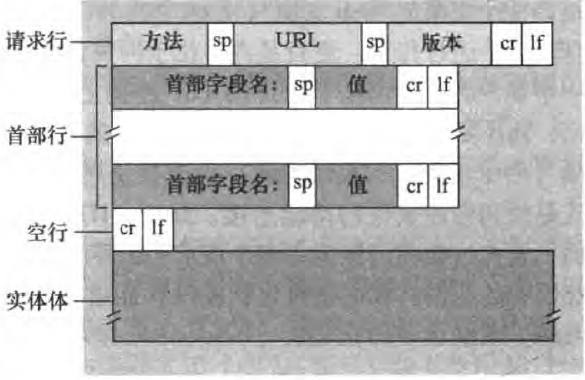 请求行 方法 sp URL sp 版本 cr lf
首部字段名: sp 值 cr lf
首部行
首部字段名: sp 值 cr lf
空行 cr lf
实体体